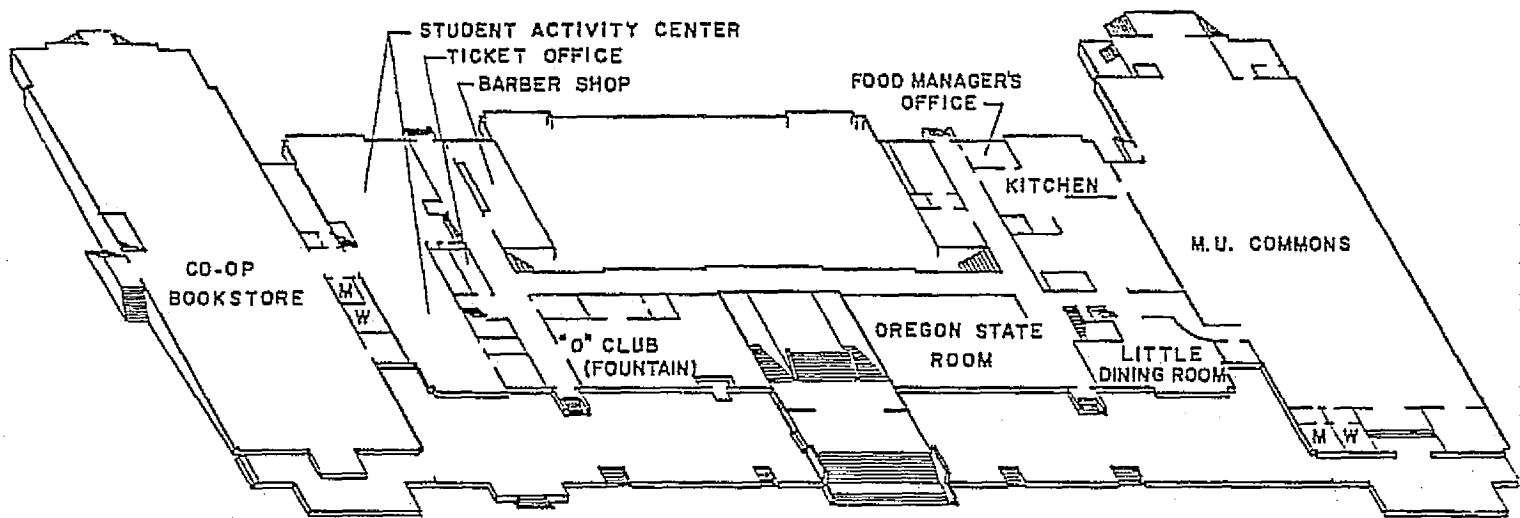 STUDENT ACTIVITY CENTER
TICKET OFFICE
BARBER SHOP
FOOD MANAGER'S
OFFICE
KITCHEN
M.U. COMMONS
CO-OP
BOOKSTORE
M
W
"O" CLUB
(FOUNTAIN)
OREGON STATE
ROOM
LITTLE
DINING ROOM
M W